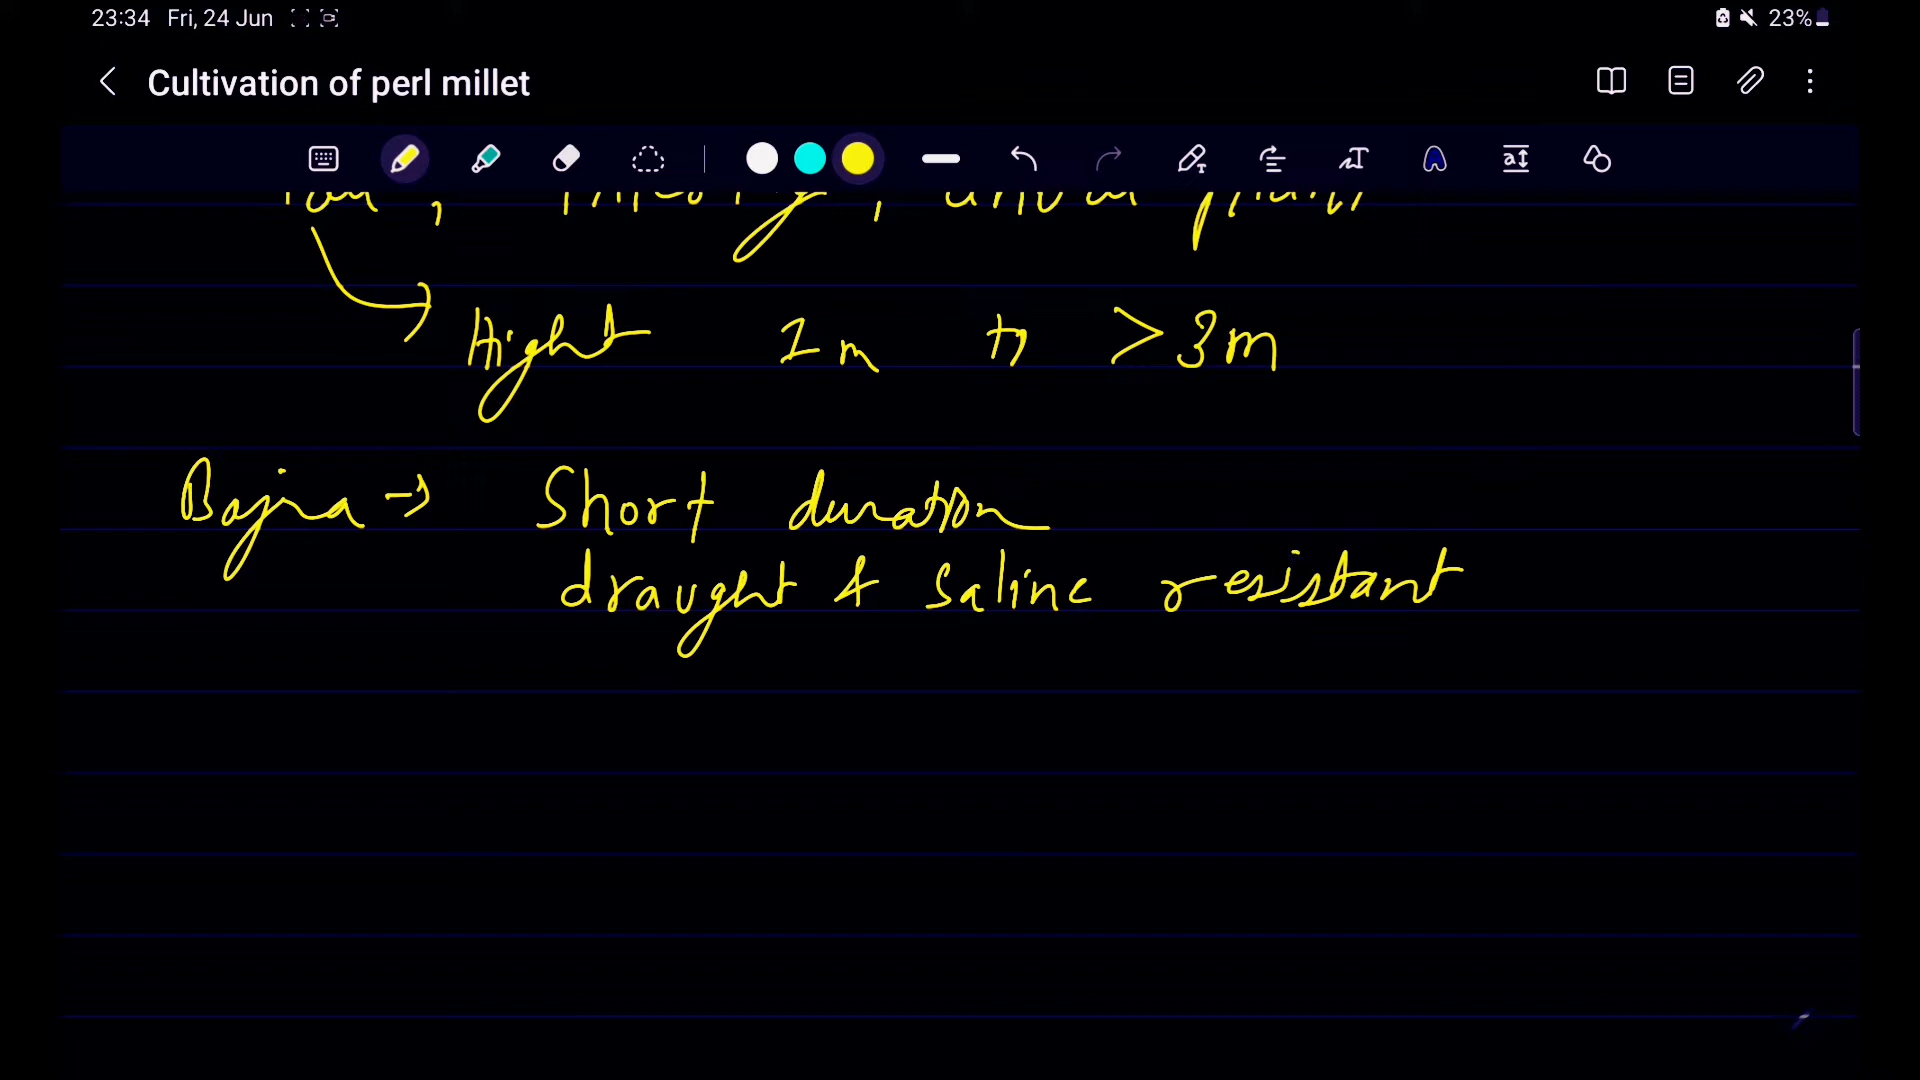 23:34 Fri, 24 Jun 23%
Cultivation of perl millet
Hight 1m to >3m
Bajra → Short duration
draught & saline resistant